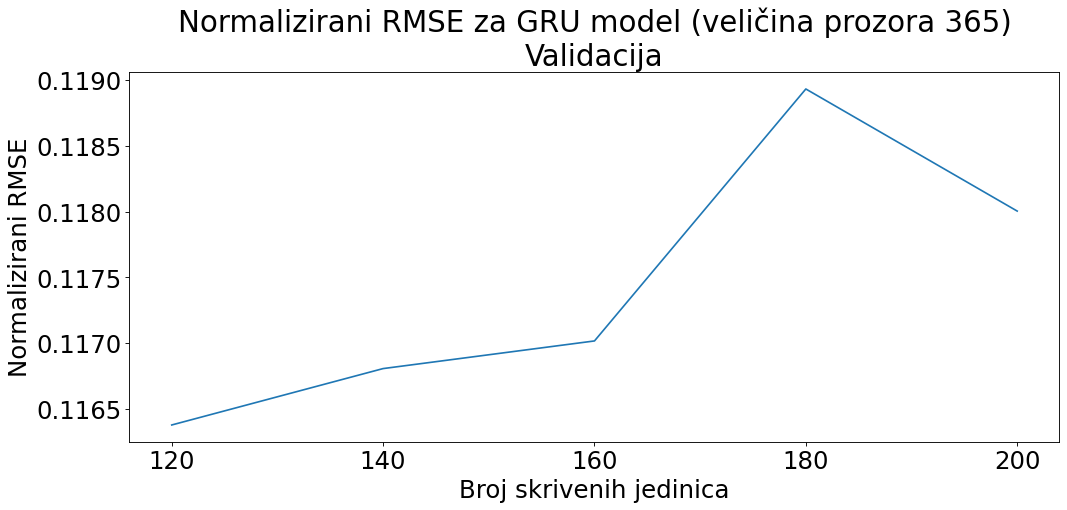 Normalizirani RMSE za GRU model (veličina prozora 365)
Validacija
Normalizirani RMSE
0.1190
0.1185
0.1180
0.1175
0.1170
0.1165
120 140 160 180 200
Broj skrivenih jedinica